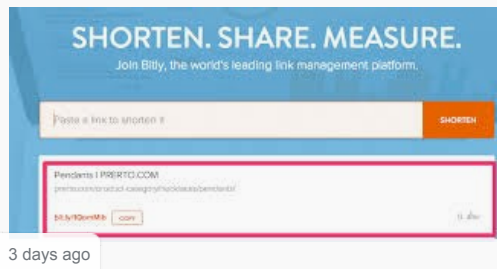 SHORTEN. SHARE. MEASURE.
Join Bitly, the world's leading link management platform.
Paste a link to shorten it
SHORTEN
Pendants | PRERTO.COM
COPY
3 days ago